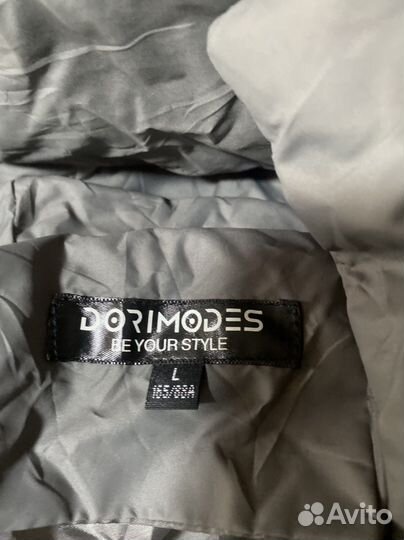 DORIMODES
BE YOUR STYLE
L
165/88A
Avito